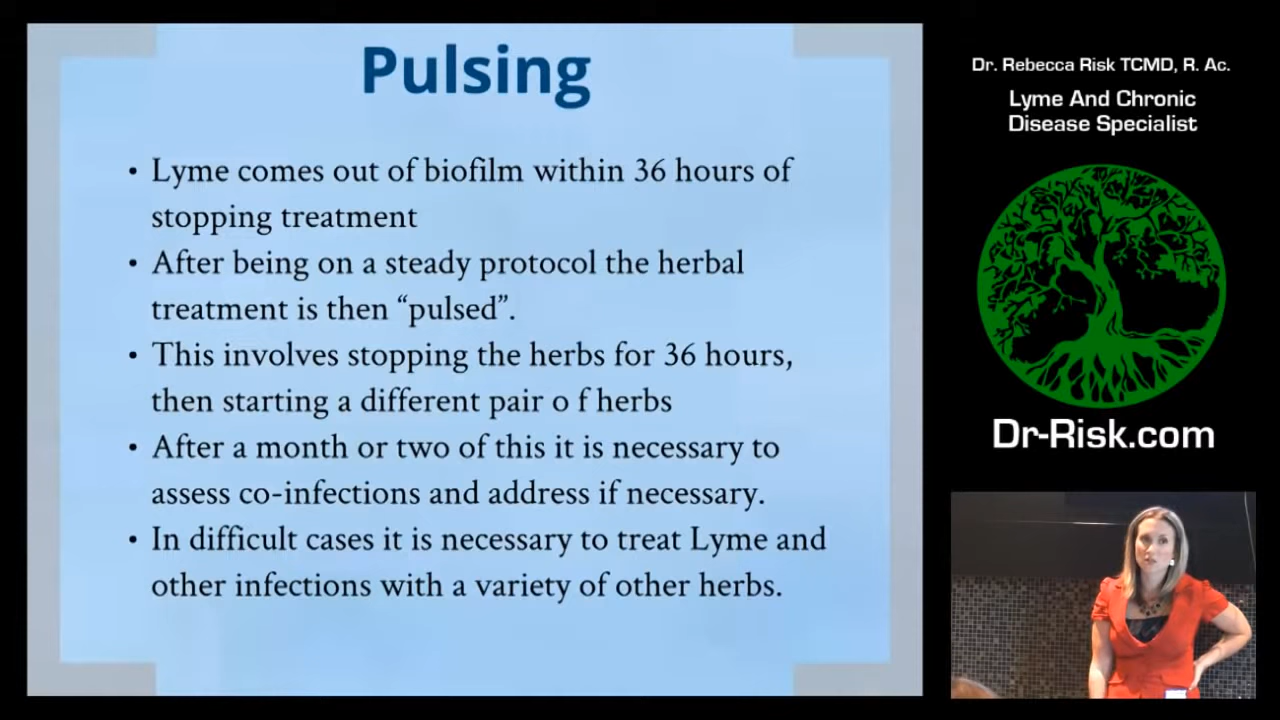 Pulsing
• Lyme comes out of biofilm within 36 hours of
stopping treatment
• After being on a steady protocol the herbal
treatment is then “pulsed”.
• This involves stopping the herbs for 36 hours,
then starting a different pair o f herbs
• After a month or two of this it is necessary to
assess co-infections and address if necessary.
• In difficult cases it is necessary to treat Lyme and
other infections with a variety of other herbs.
Dr. Rebecca Risk TCMD, R. Ac.
Lyme And Chronic
Disease Specialist
Dr-Risk.com